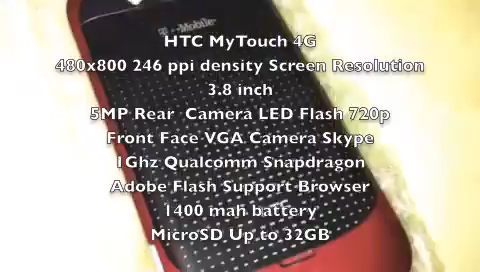 T··Mobile
HTC MyTouch 4G
480x800 246 ppi density Screen Resolution
3.8 inch
5MP Rear Camera LED Flash 720p
Front Face VGA Camera Skype
1Ghz Qualcomm Snapdragon
Adobe Flash Support Browser
1400 mah battery
MicroSD Up to 32GB